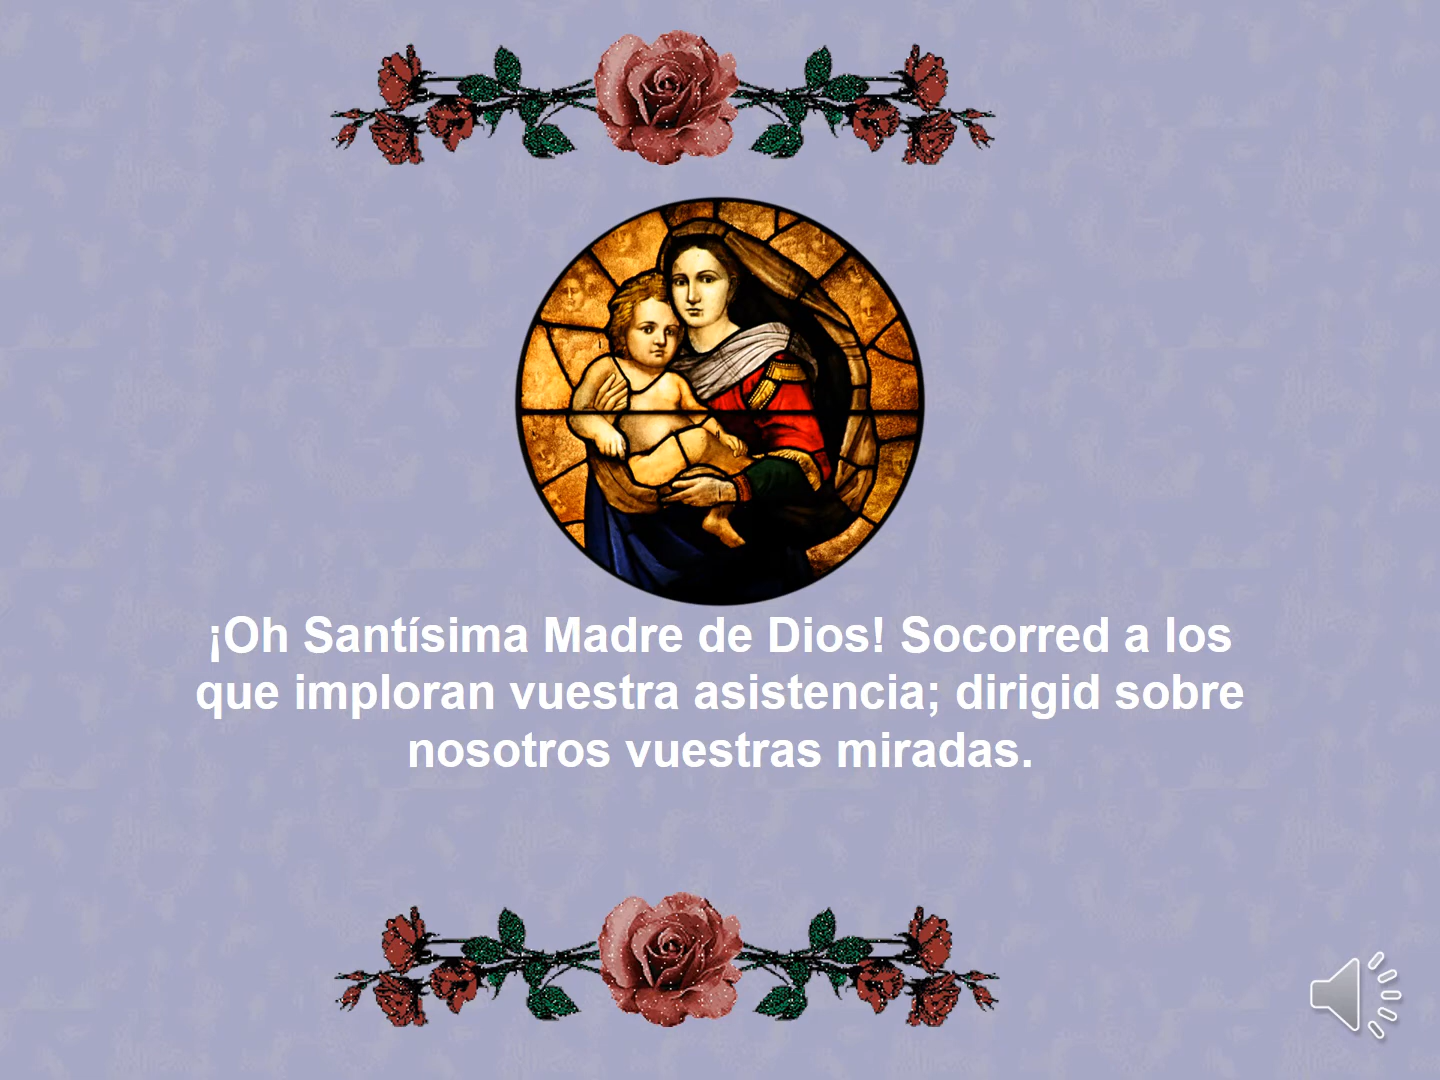 ¡Oh Santísima Madre de Dios! Socorred a los
que imploran vuestra asistencia; dirigid sobre
nosotros vuestras miradas.